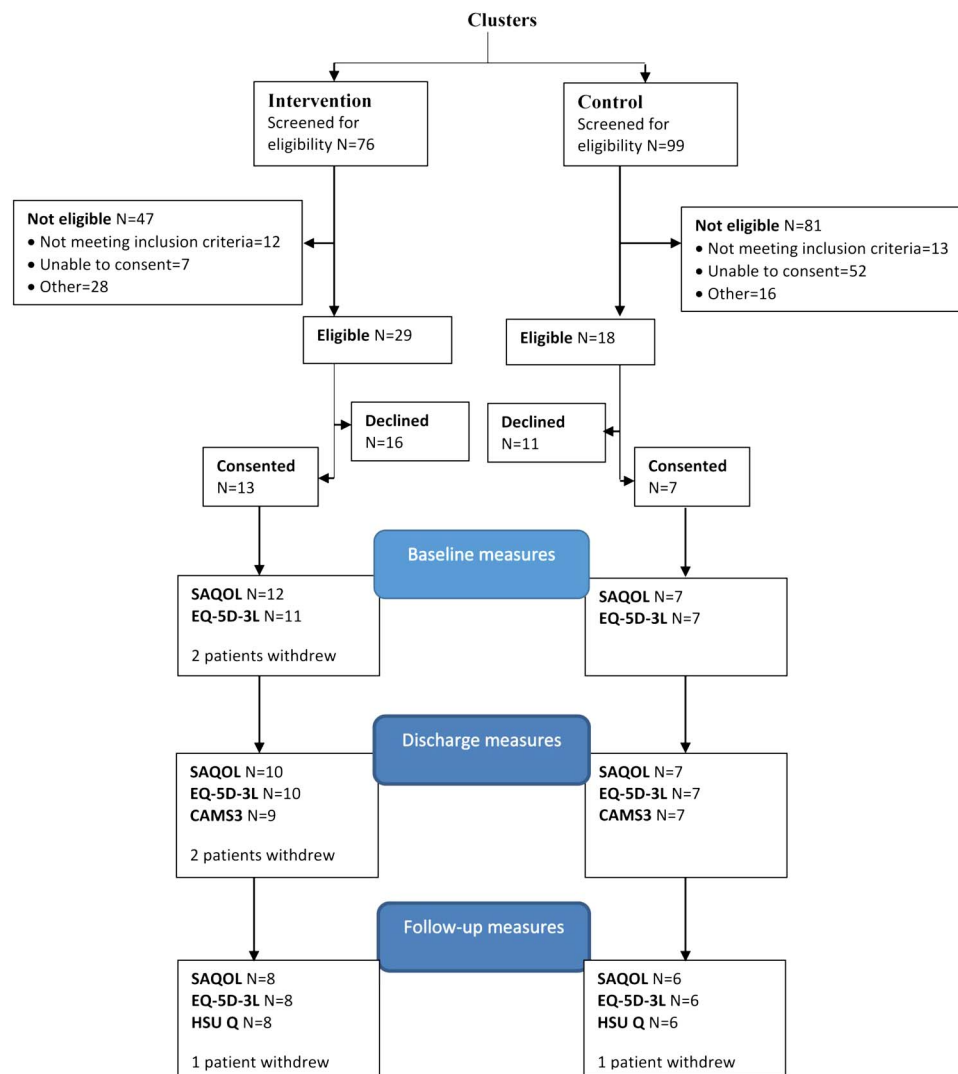 Clusters
Intervention
Screened for
eligibility N=76
Control
Screened for
eligibility N=99
Not eligible N=47
• Not meeting inclusion criteria=12
• Unable to consent=7
• Other=28
Not eligible N=81
• Not meeting inclusion criteria=13
• Unable to consent=52
• Other=16
Eligible N=29
Eligible N=18
Declined
N=16
Declined
N=11
Consented
N=13
Consented
N=7
Baseline measures
SAQOL N=12
EQ-5D-3L N=11
2 patients withdrew
SAQOL N=7
EQ-5D-3L N=7
Discharge measures
SAQOL N=10
EQ-5D-3L N=10
CAMS3 N=9
2 patients withdrew
SAQOL N=7
EQ-5D-3L N=7
CAMS3 N=7
Follow-up measures
SAQOL N=8
EQ-5D-3L N=8
HSU Q N=8
1 patient withdrew
SAQOL N=6
EQ-5D-3L N=6
HSU Q N=6
1 patient withdrew